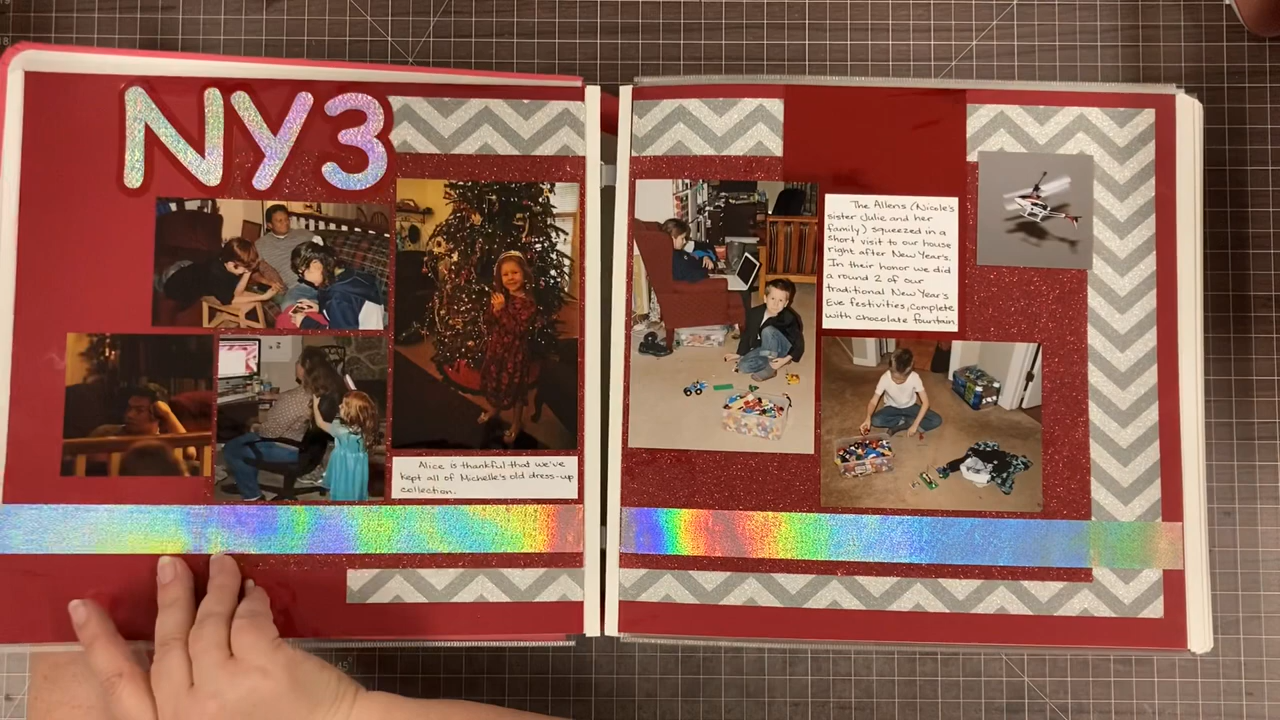 NY3
Alice is thankful that we've
kept all of Michelle's old dress-up
collection.
The Allens (Nicole's
sister Julie and her
family) squeezed in a
short visit to our house
right after New Year's.
In their honor we did
a round 2 of our
traditional New Year's
Eve festivities, complete
with chocolate fountain